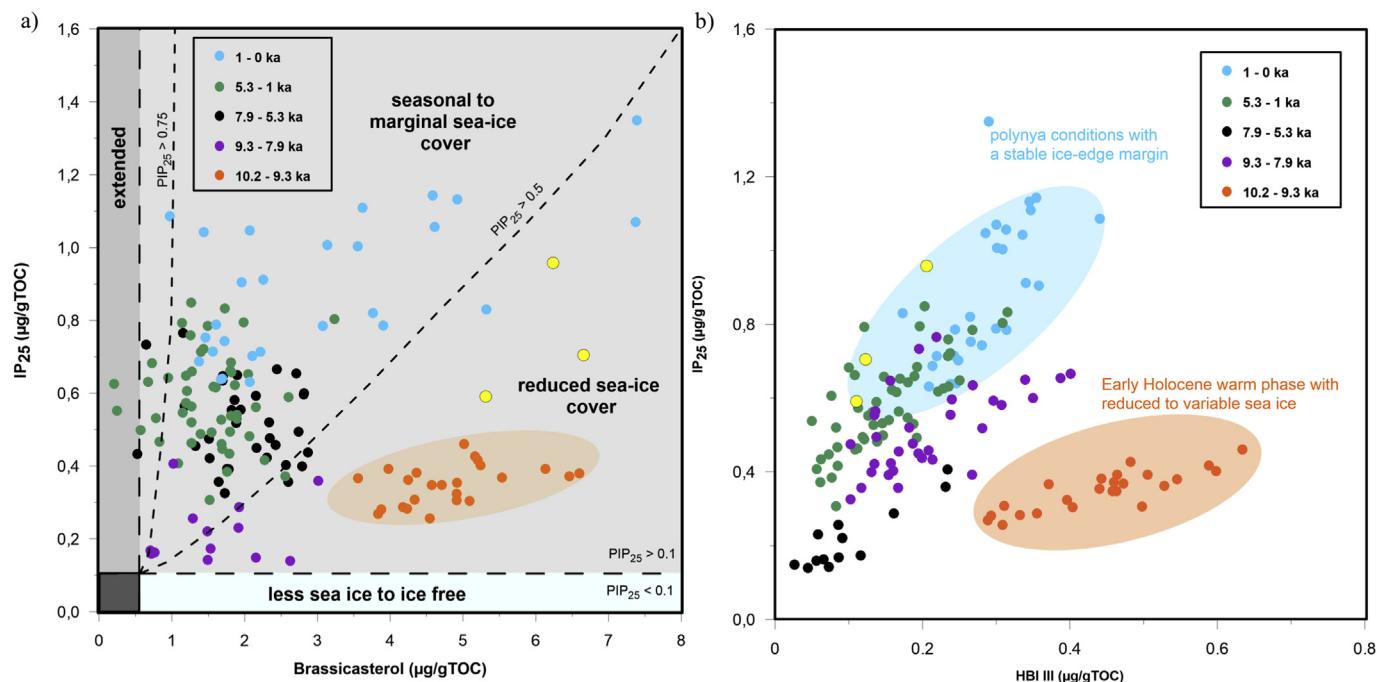 a)
1,6
1,4
1,2
1,0
0,8
0,6
0,4
0,2
0,0
IP25 (µg/gTOC)
0
1
2
3
4
5
6
7
8
Brassicasterol (µg/gTOC)
1 - 0 ka
5.3 - 1 ka
7.9 - 5.3 ka
9.3 - 7.9 ka
10.2 - 9.3 ka
extended
PIP25 > 0.75
seasonal to
marginal sea-ice
cover
PIP25 > 0.5
reduced sea-ice
cover
PIP25 > 0.1
less sea ice to ice free
PIP25 < 0.1
b)
1,6
1,2
0,8
0,4
0,0
IP25 (µg/gTOC)
0
0.2
0.4
0.6
0.8
HBI III (µg/gTOC)
1 - 0 ka
5.3 - 1 ka
7.9 - 5.3 ka
9.3 - 7.9 ka
10.2 - 9.3 ka
polynya conditions with
a stable ice-edge margin
Early Holocene warm phase with
reduced to variable sea ice